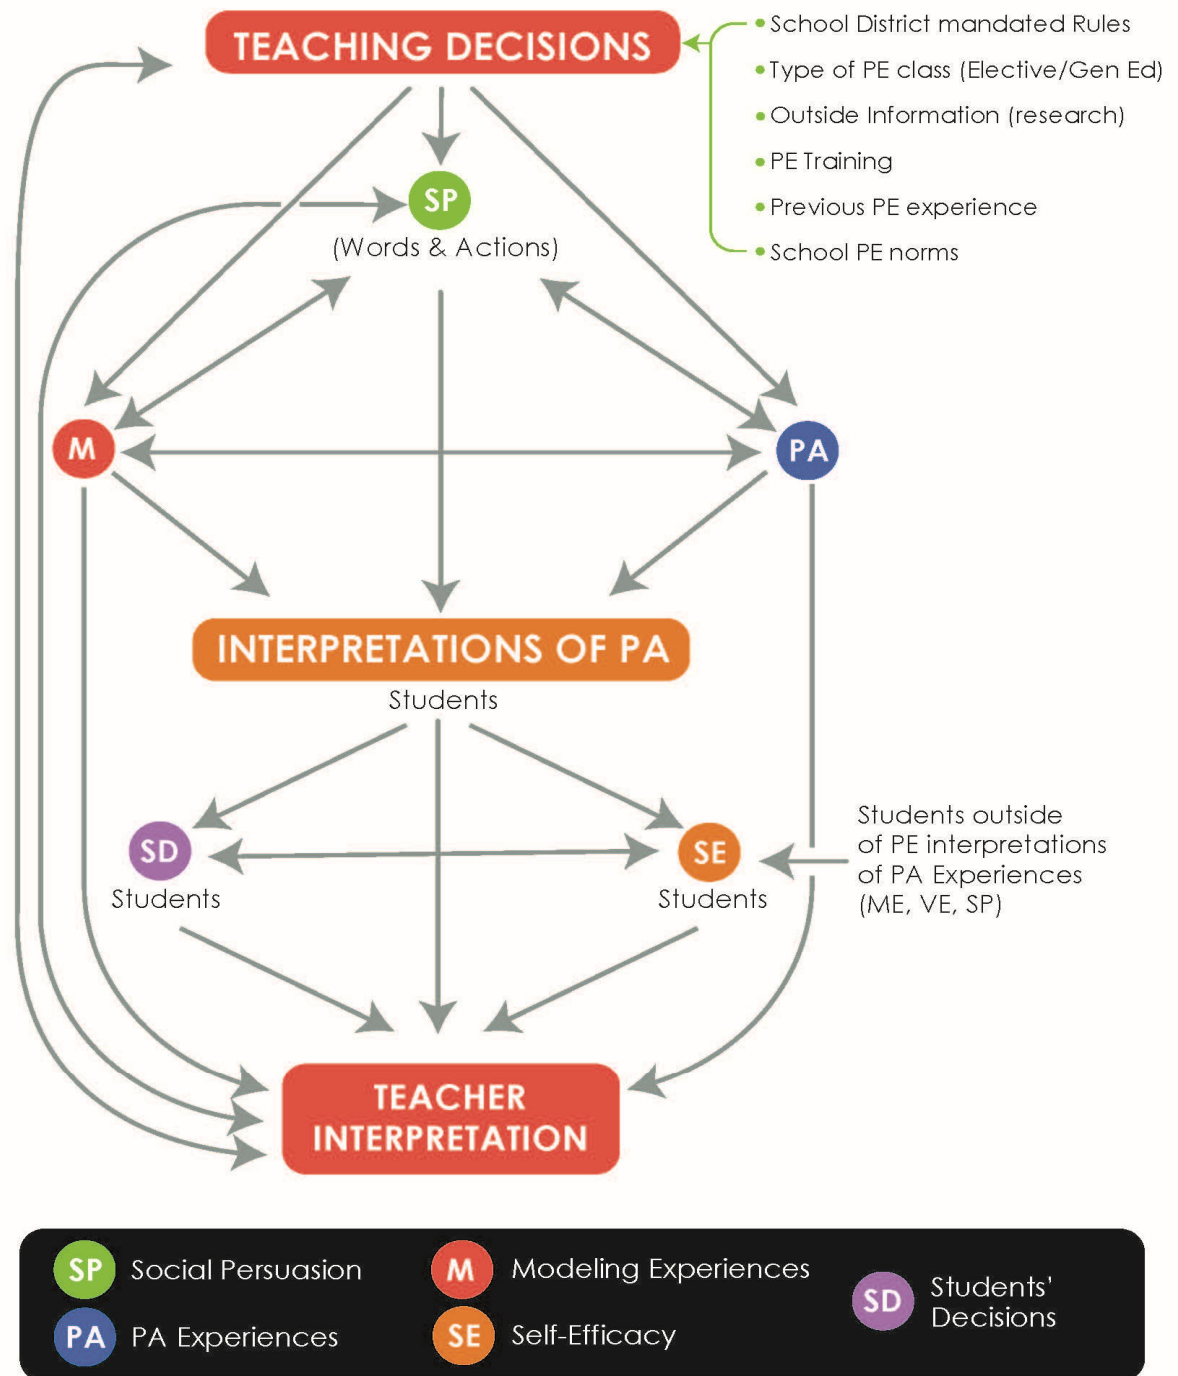 TEACHING DECISIONS
• School District mandated Rules
• Type of PE class (Elective/Gen Ed)
• Outside Information (research)
• PE Training
• Previous PE experience
• School PE norms
SP
(Words & Actions)
M
PA
INTERPRETATIONS OF PA
Students
SD
Students
SE
Students
Students outside
of PE interpretations
of PA Experiences
(ME, VE, SP)
TEACHER
INTERPRETATION
SP Social Persuasion
PA PA Experiences
M Modeling Experiences
SE Self-Efficacy
SD Students'
Decisions